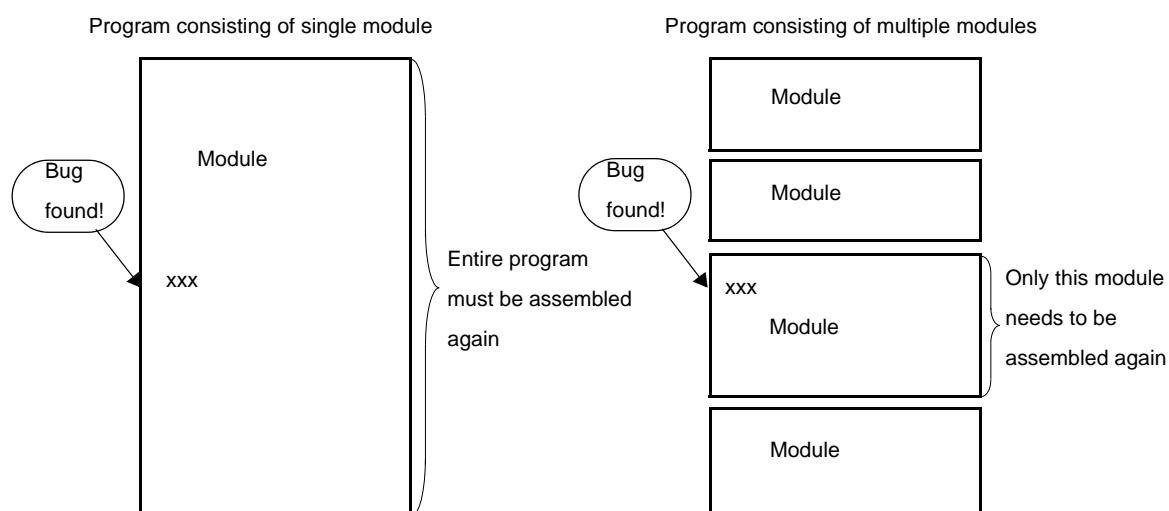 Program consisting of single module
Module
Bug
found!
xxx
Entire program
must be assembled
again
Program consisting of multiple modules
Module
Module
Bug
found!
xxx
Module
Only this module
needs to be
assembled again
Module